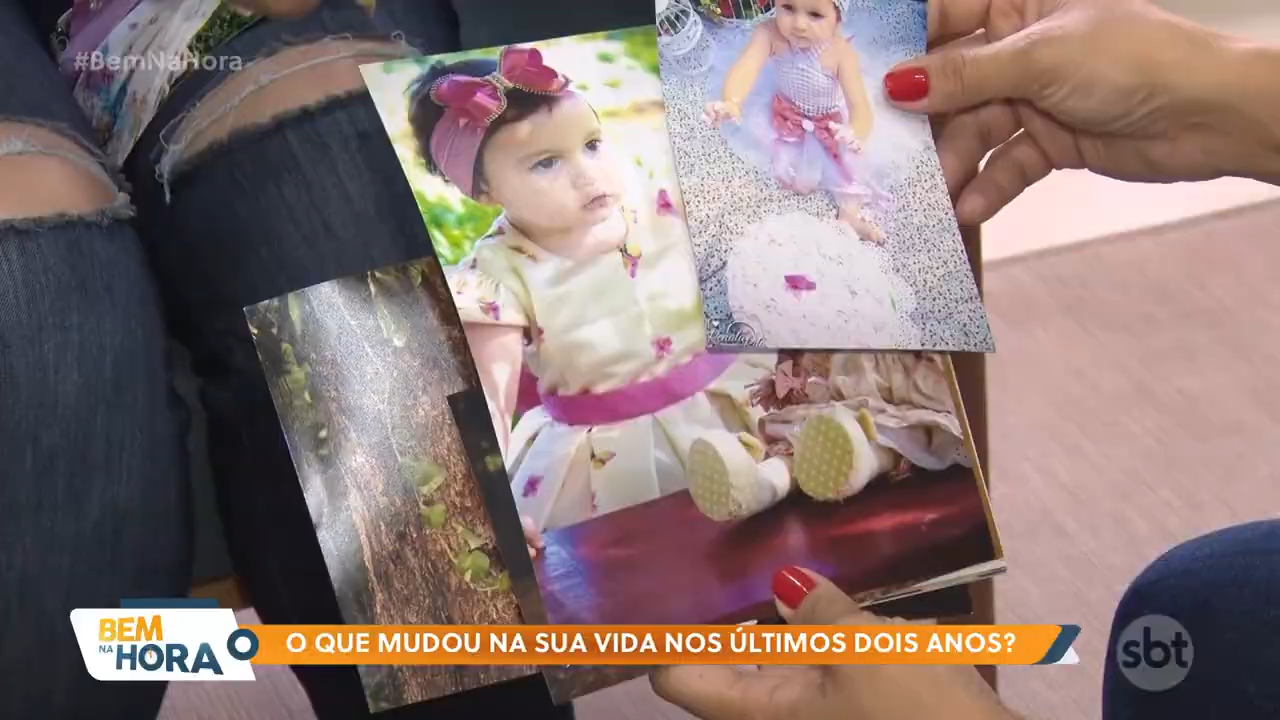 #BemNaHora
BEM
NA HORA
O QUE MUDOU NA SUA VIDA NOS ÚLTIMOS DOIS ANOS?
sbt